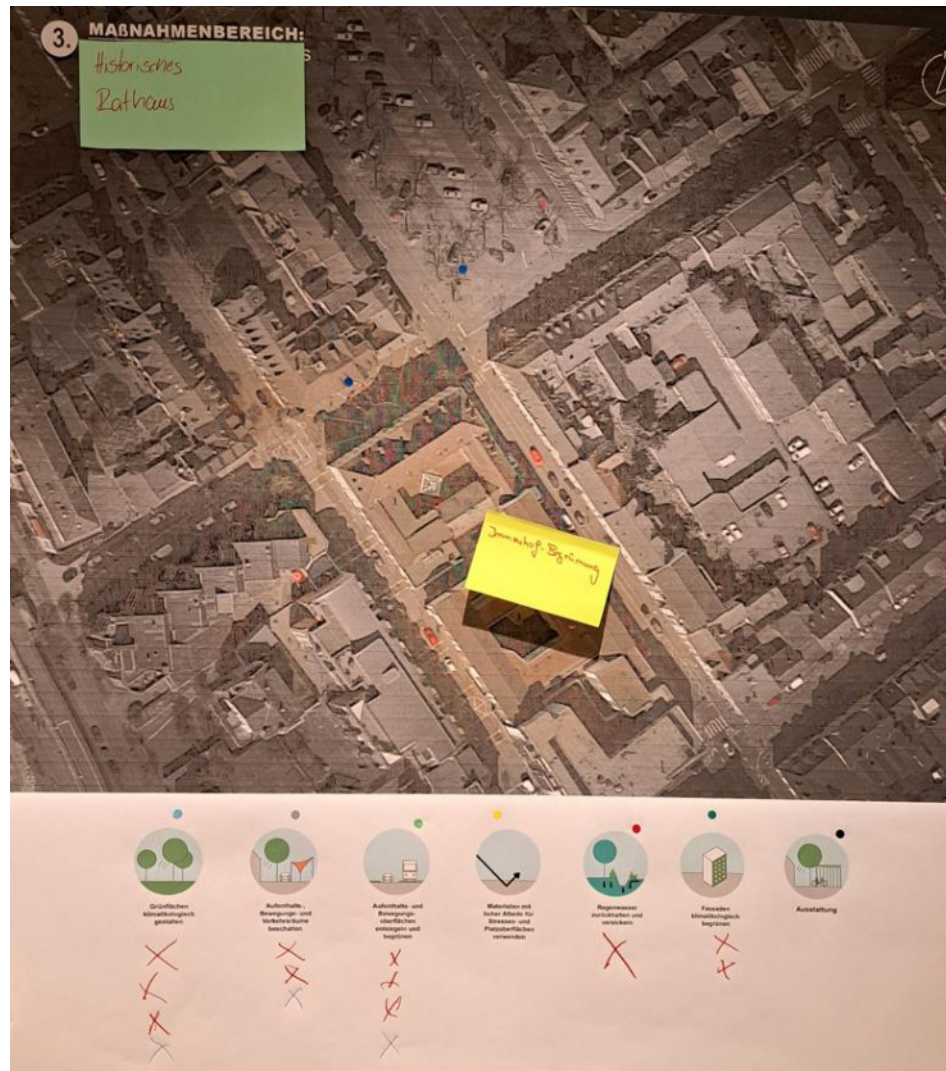 3.
MAßNAHMENBEREICH:
S
Historisches
Rathaus
Innenhof-Begrünung
Grünflächen
klimaökologisch
gestalten
Aufenthalts-,
Bewegungs- und
Verkehrsräume
beschatten
Aufenthalts- und
Bewegungs-
oberflächen
entsiegeln und
begrünen
Materialien mit
hoher Albedo für
Strassen- und
Platzoberflächen
verwenden
Regenwasser
zurückhalten und
versickern
Fassaden
klimaökologisch
begrünen
Ausstattung